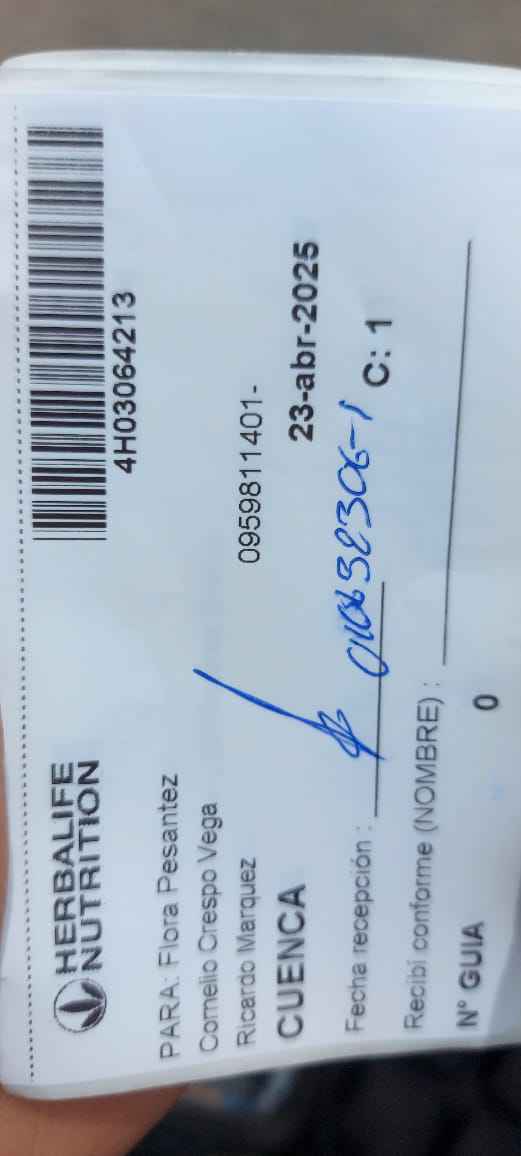 HERBALIFE
NUTRITION
4H03064213
PARA: Flora Pesantez
Cornelio Crespo Vega
Ricardo Marquez
0959811401-
CUENCA
23-abr-2025
Fecha recepción :
C: 1
Recibí conforme (NOMBRE) :
N° GUIA 0